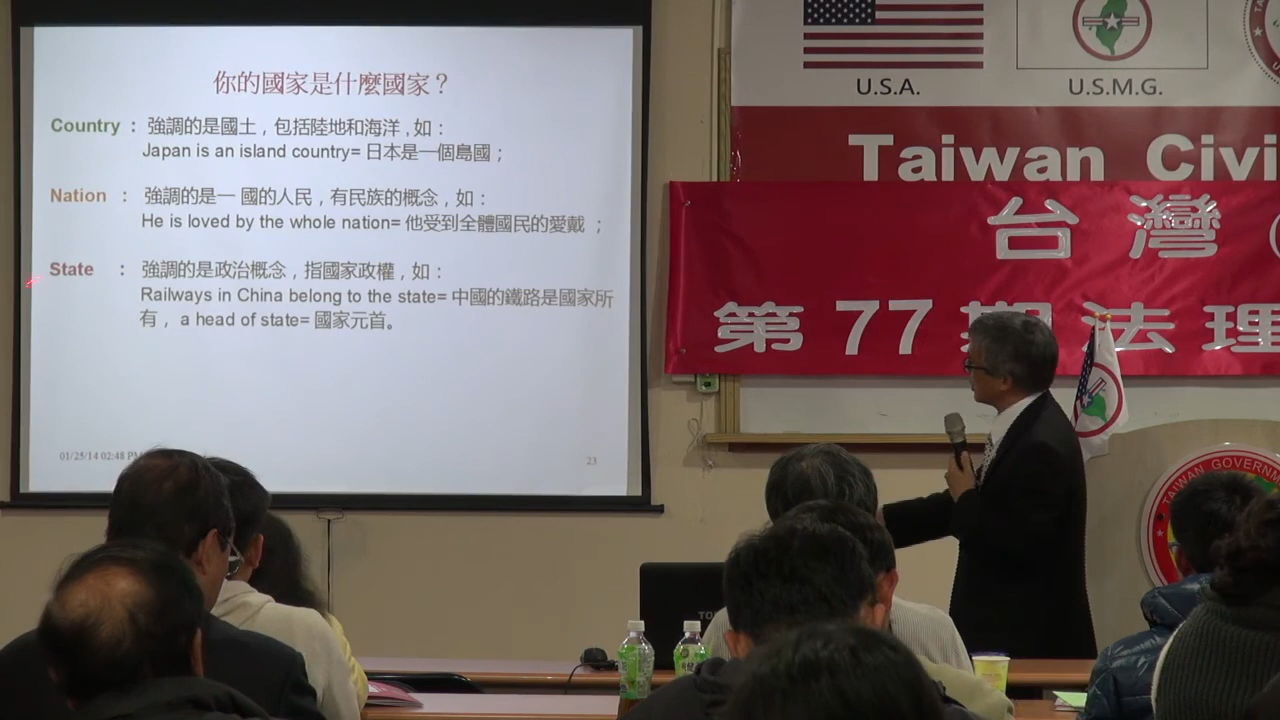 你的國家是什麼國家？
Country : 強調的是國土，包括陸地和海洋，如：
Japan is an island country= 日本是一個島國；
Nation : 強調的是一 國的人民，有民族的概念，如：
He is loved by the whole nation= 他受到全體國民的愛戴 ；
State : 強調的是政治概念，指國家政權，如：
Railways in China belong to the state= 中國的鐵路是國家所
有， a head of state= 國家元首。
01/25/14 02:48 PM
23
U.S.A.
U.S.M.G.
Taiwan Civi
台灣
第77期法理
TAIWAN GOVERNM